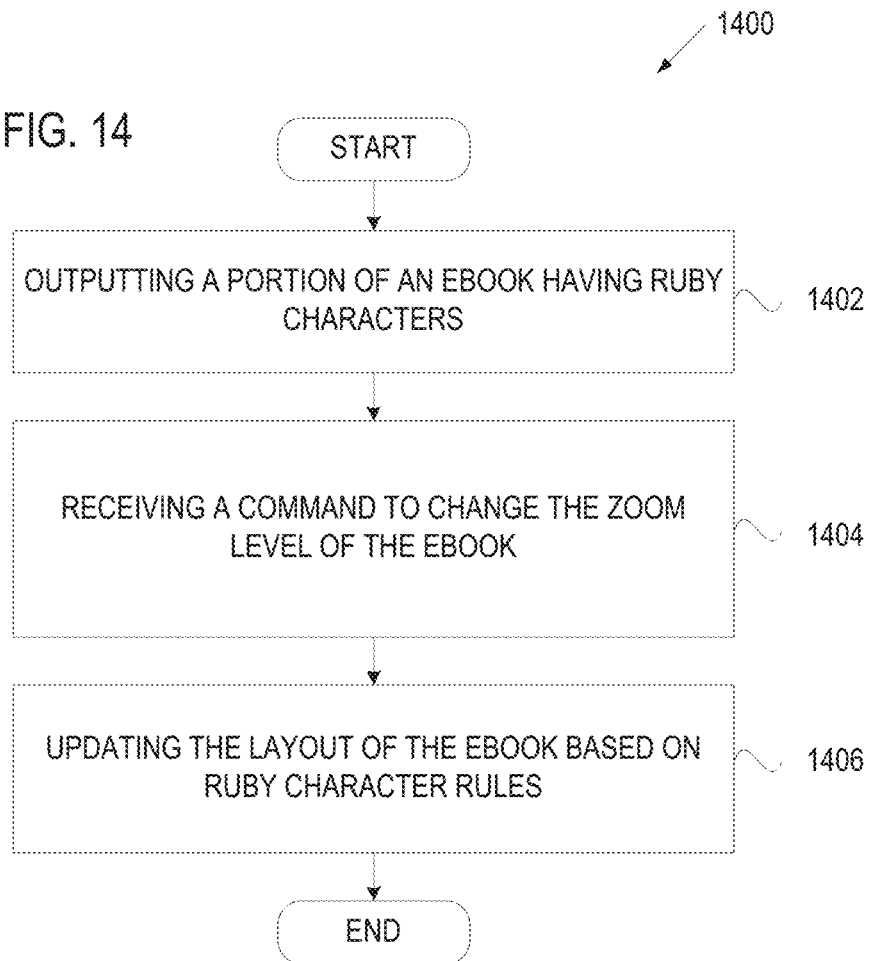 1400
FIG. 14
START
OUTPUTTING A PORTION OF AN EBOOK HAVING RUBY
CHARACTERS
1402
RECEIVING A COMMAND TO CHANGE THE ZOOM
LEVEL OF THE EBOOK
1404
UPDATING THE LAYOUT OF THE EBOOK BASED ON
RUBY CHARACTER RULES
1406
END